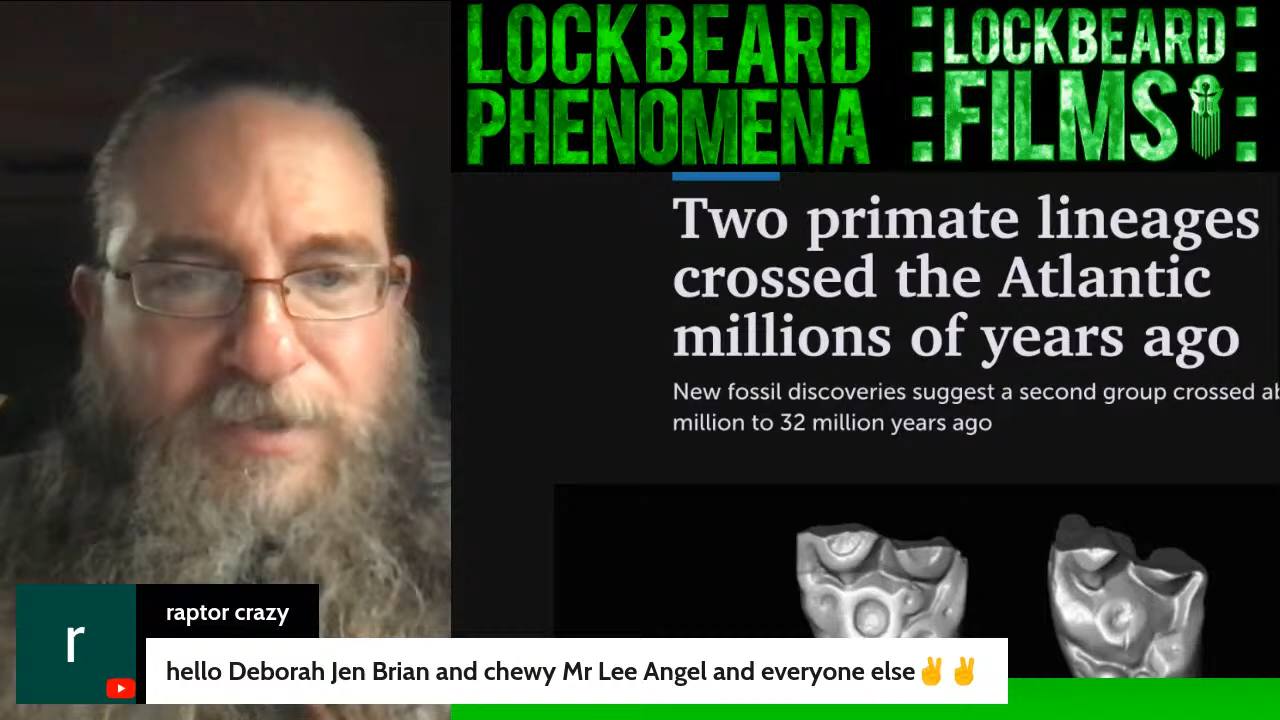 LOCKBEARD
PHENOMENA
LOCKBEARD
FILMS
Two primate lineages
crossed the Atlantic
millions of years ago
New fossil discoveries suggest a second group crossed
million to 32 million years ago
r
raptor crazy
hello Deborah Jen Brian and chewy Mr Lee Angel and everyone else✌️✌️